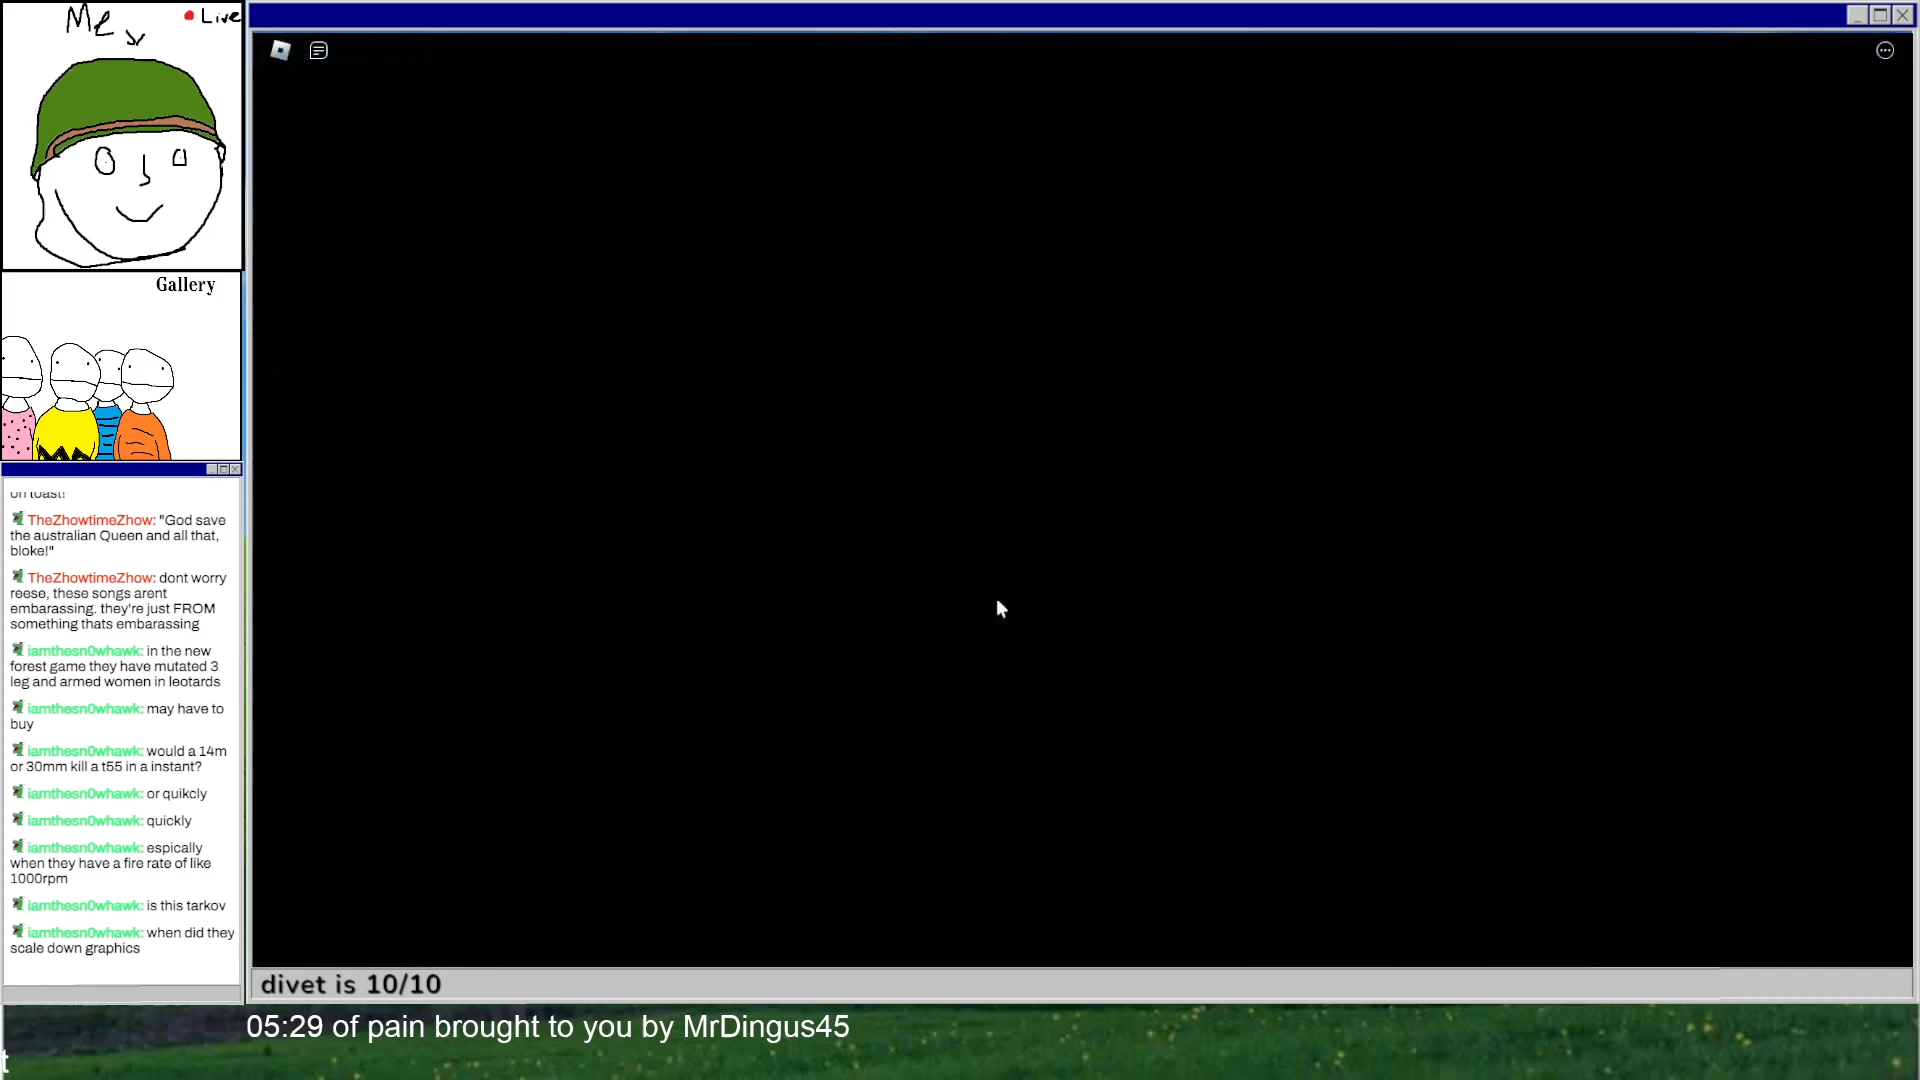 Me
Live
Gallery
on toast!
TheZhowtimeZhow: "God save
the australian Queen and all that,
bloke!"
TheZhowtimeZhow: dont worry
reese, these songs arent
embarassing. they're just FROM
something thats embarassing
iamthesn0whawk: in the new
forest game they have mutated 3
leg and armed women in leotards
iamthesn0whawk: may have to
buy
iamthesn0whawk: would a 14m
or 30mm kill a t55 in a instant?
iamthesn0whawk: or quikcly
iamthesn0whawk: quickly
iamthesn0whawk: espically
when they have a fire rate of like
1000rpm
iamthesn0whawk: is this tarkov
iamthesn0whawk: when did they
scale down graphics
divet is 10/10
05:29 of pain brought to you by MrDingus45
t